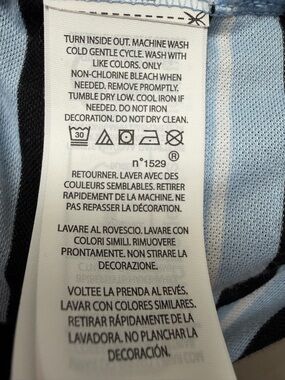 TURN INSIDE OUT. MACHINE WASH
COLD GENTLE CYCLE. WASH WITH
LIKE COLORS. ONLY
NON-CHLORINE BLEACH WHEN
NEEDED. REMOVE PROMPTLY.
TUMBLE DRY LOW. COOL IRON IF
NEEDED. DO NOT IRON
DECORATION. DO NOT DRY CLEAN.
30
n°1529 ®
RETOURNER. LAVER AVEC DES
COULEURS SEMBLABLES. RETIRER
RAPIDEMENT DE LA MACHINE. NE
PAS REPASSER LA DÉCORATION.
LAVARE AL ROVESCIO. LAVARE CON
COLORI SIMILI. RIMUOVERE
PRONTAMENTE. NON STIRARE LA
DECORAZIONE.
VOLTEE LA PRENDA AL REVÉS.
LAVAR CON COLORES SIMILARES.
RETIRAR RÁPIDAMENTE DE LA
LAVADORA. NO PLANCHAR LA
DECORACIÓN.